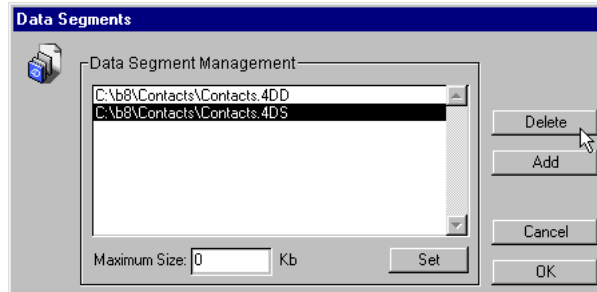 Data Segments
Data Segment Management
C:\b8\Contacts\Contacts.4DD
C:\b8\Contacts\Contacts.4DS
Delete
Add
Cancel
Maximum Size: 0 Kb Set
OK